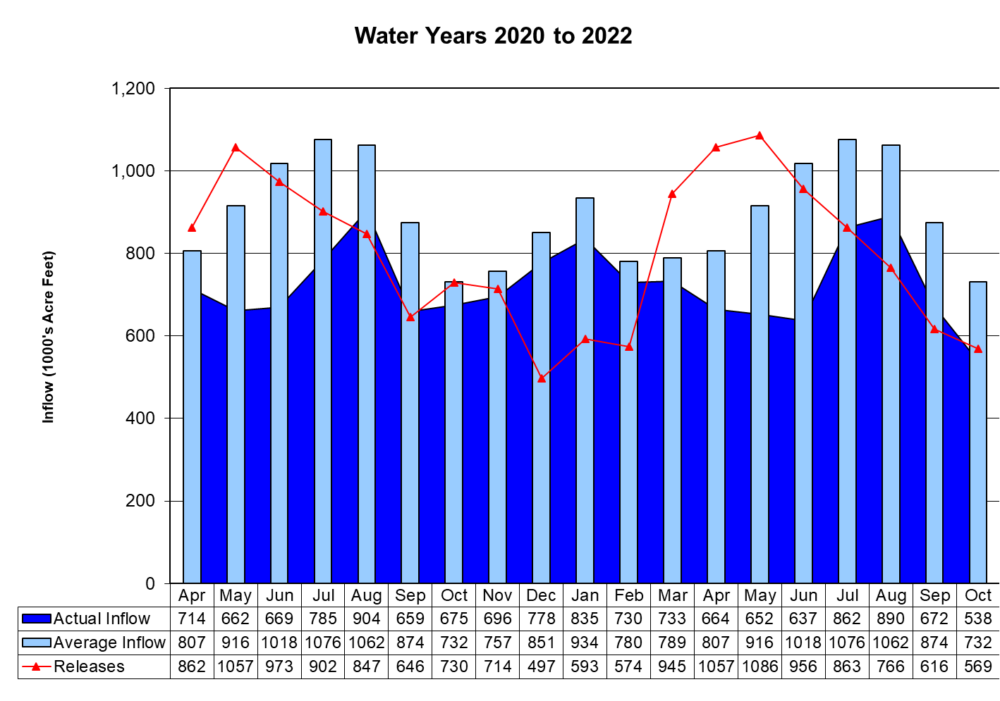 Water Years 2020 to 2022
Inflow (1000's Acre Feet)
1,200
1,000
800
600
400
200
0
Apr May Jun Jul Aug Sep Oct Nov Dec Jan Feb Mar Apr May Jun Jul Aug Sep Oct
Actual Inflow 714 662 669 785 904 659 675 696 778 835 730 733 664 652 637 862 890 672 538
Average Inflow 807 916 1018 1076 1062 874 732 757 851 934 780 789 807 916 1018 1076 1062 874 732
Releases 862 1057 973 902 847 646 730 714 497 593 574 945 1057 1086 956 863 766 616 569